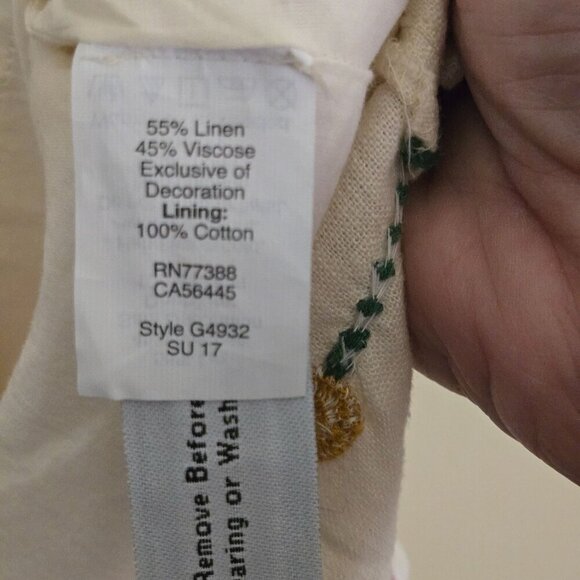 55% Linen
45% Viscose
Exclusive of
Decoration
Lining:
100% Cotton
RN77388
CA56445
Style G4932
SU 17
Remove Before
aring or Wash